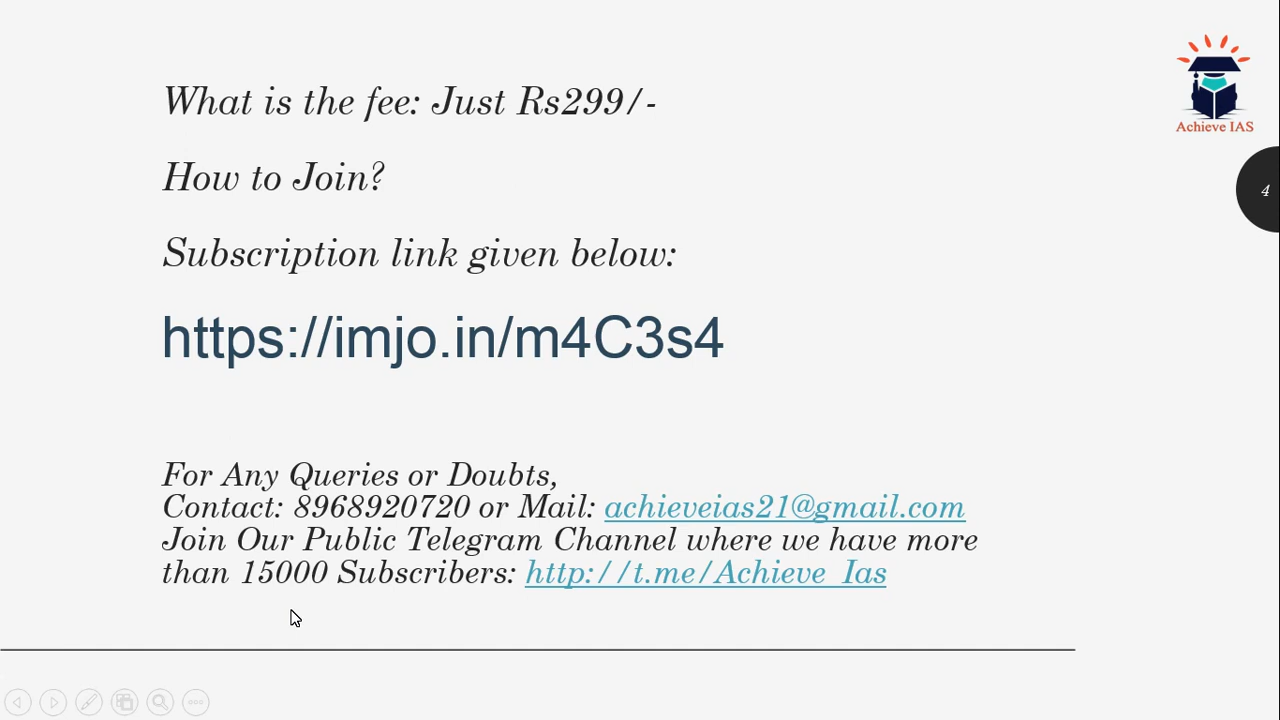 What is the fee: Just Rs299/-
Achieve IAS
How to Join?
4
Subscription link given below:
https://imjo.in/m4C3s4
For Any Queries or Doubts,
Contact: 8968920720 or Mail: achieveias21@gmail.com
Join Our Public Telegram Channel where we have more
than 15000 Subscribers: http://t.me/Achieve_Ias